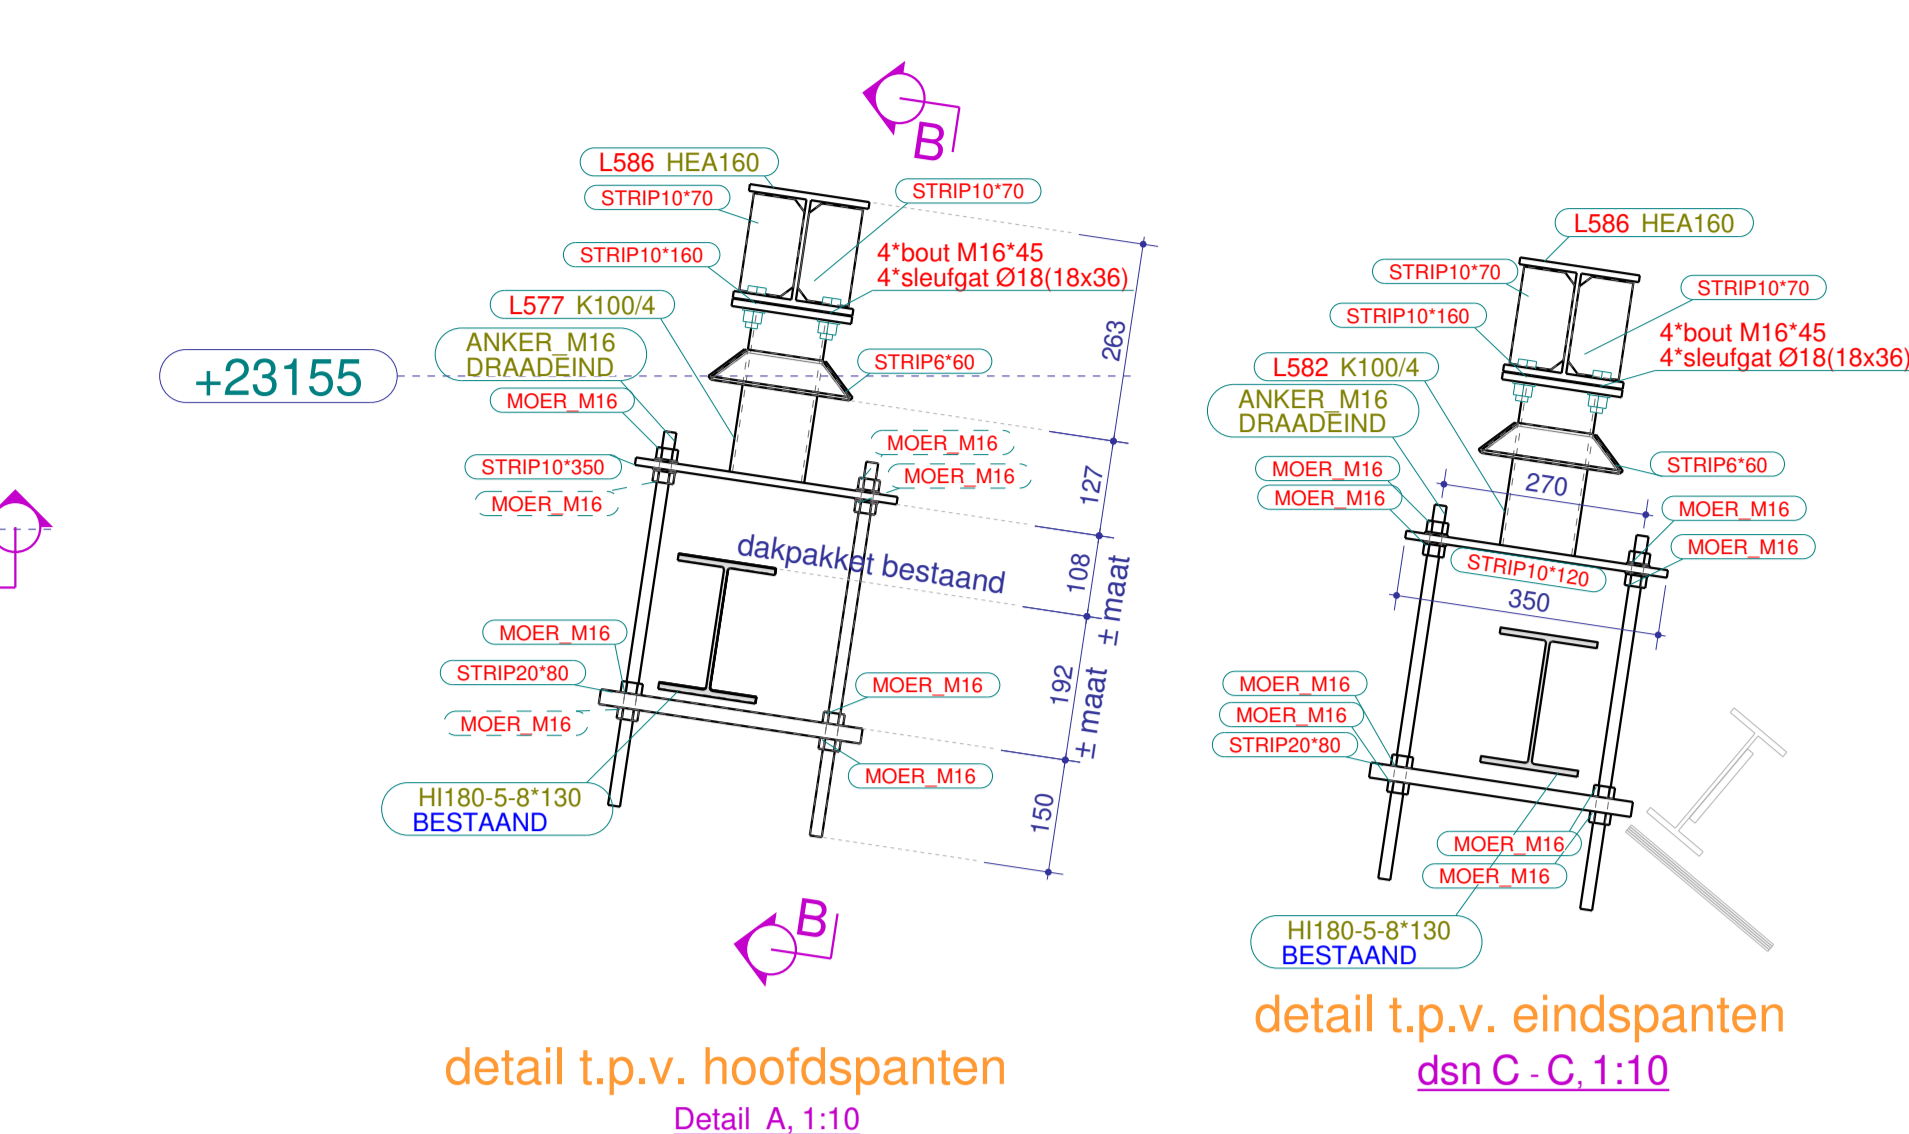 B
L586 HEA160
STRIP10*70
STRIP10*70
STRIP10*160
4*bout M16*45
4*sleufgat Ø18(18x36)
L577 K100/4
ANKER_M16
DRAADEIND
+23155
STRIP6*60
MOER_M16
MOER_M16
STRIP10*350
MOER_M16
MOER_M16
dakpakket bestaand
263
127
108
± maat
192
± maat
150
MOER_M16
STRIP20*80
MOER_M16
MOER_M16
MOER_M16
HI180-5-8*130
BESTAAND
B
detail t.p.v. hoofdspanten
Detail A, 1:10
L586 HEA160
STRIP10*70
STRIP10*70
STRIP10*160
4*bout M16*45
4*sleufgat Ø18(18x36)
L582 K100/4
ANKER_M16
DRAADEIND
STRIP6*60
MOER_M16
270
MOER_M16
MOER_M16
MOER_M16
STRIP10*120
350
MOER_M16
MOER_M16
STRIP20*80
MOER_M16
MOER_M16
HI180-5-8*130
BESTAAND
detail t.p.v. eindspanten
dsn C - C, 1:10